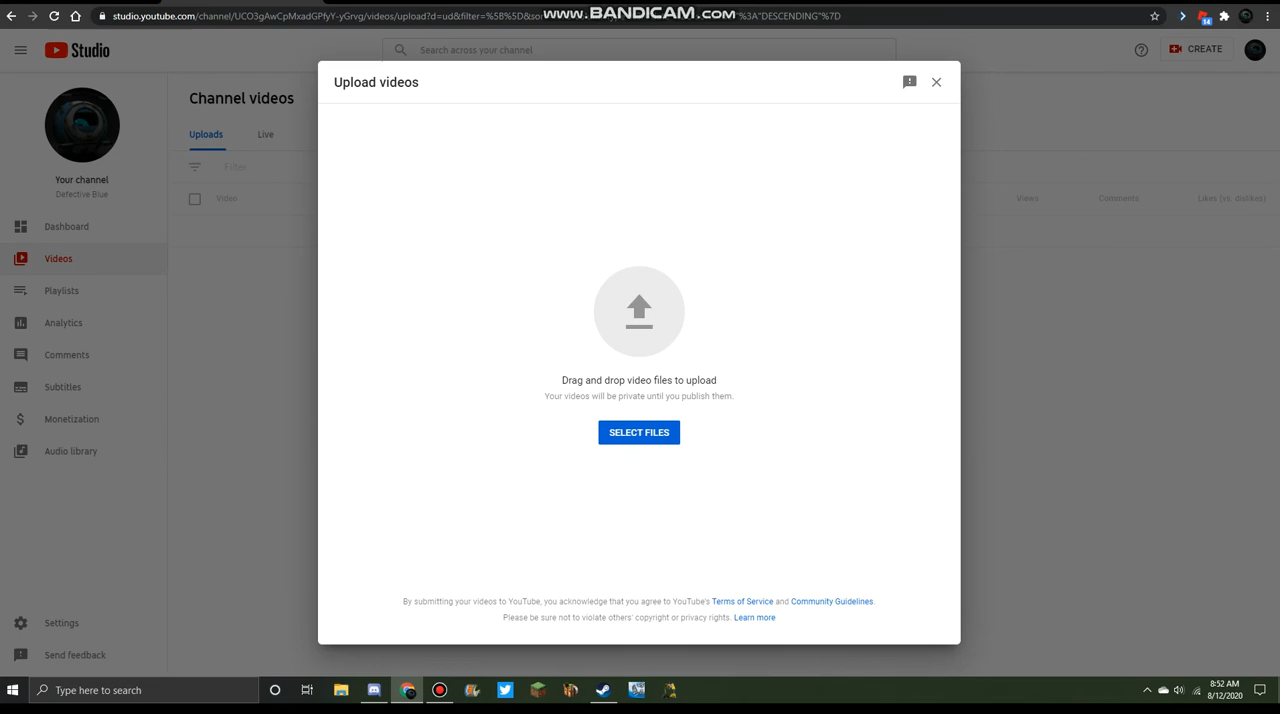 studio.youtube.com/channel/UCO3gAwCpMxadGPfyY-yGrvg/videos/upload?d=ud&filter=%5B%5D&so
"%3A"DESCENDING"%7D
www.BANDICAM.com
14
Studio
Search across your channel
CREATE
Upload videos
Channel videos
Uploads
Live
Filter
Video
Views
Comments
Likes (vs. dislikes)
Your channel
Defective Blue
Dashboard
Videos
Playlists
Analytics
Comments
Subtitles
Monetization
Audio library
Settings
Send feedback
Drag and drop video files to upload
Your videos will be private until you publish them.
SELECT FILES
By submitting your videos to YouTube, you acknowledge that you agree to YouTube's Terms of Service and Community Guidelines.
Please be sure not to violate others' copyright or privacy rights. Learn more
Type here to search
8:52 AM
8/12/2020